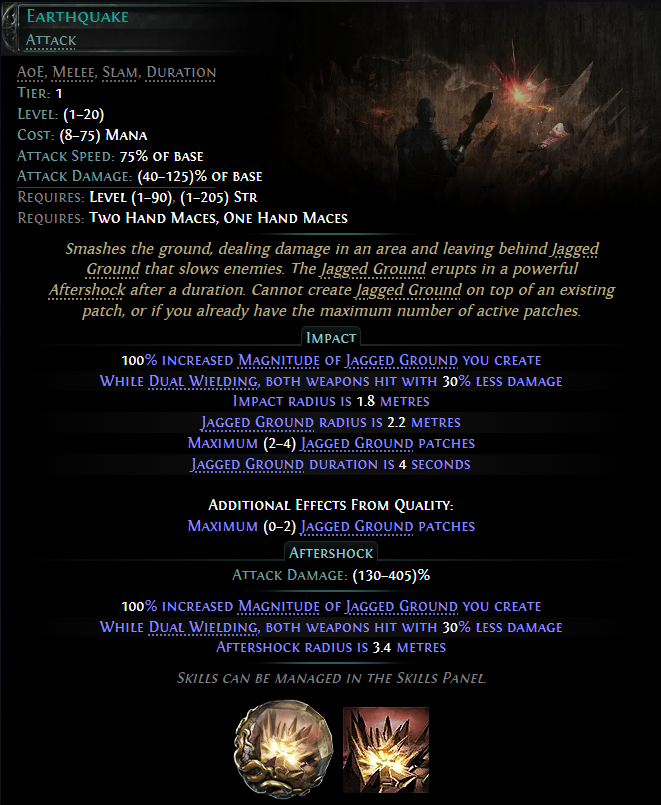 Earthquake
Attack
AoE, Melee, Slam, Duration
Tier: 1
Level: (1–20)
Cost: (8–75) Mana
Attack Speed: 75% of base
Attack Damage: (40–125)% of base
Requires: Level (1–90), (1–205) Str
Requires: Two Hand Maces, One Hand Maces
Smashes the ground, dealing damage in an area and leaving behind Jagged
Ground that slows enemies. The Jagged Ground erupts in a powerful
Aftershock after a duration. Cannot create Jagged Ground on top of an existing
patch, or if you already have the maximum number of active patches.
Impact
100% increased Magnitude of Jagged Ground you create
While Dual Wielding, both weapons hit with 30% less damage
Impact radius is 1.8 metres
Jagged Ground radius is 2.2 metres
Maximum (2–4) Jagged Ground patches
Jagged Ground duration is 4 seconds
Additional Effects From Quality:
Maximum (0–2) Jagged Ground patches
Aftershock
Attack Damage: (130–405)%
100% increased Magnitude of Jagged Ground you create
While Dual Wielding, both weapons hit with 30% less damage
Aftershock radius is 3.4 metres
Skills can be managed in the Skills Panel.